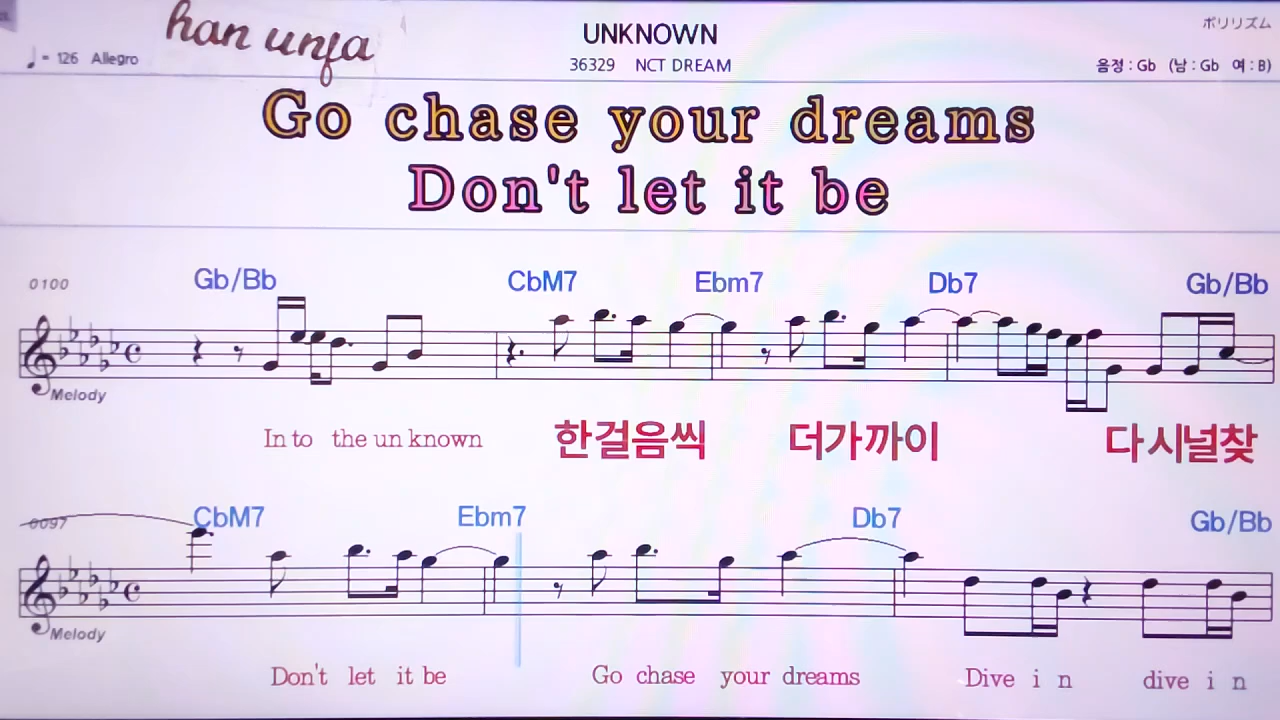 han unja
UNKNOWN
ポリリズム
♩= 126 Allegro
36329 NCT DREAM
음정 : Gb (남 : Gb 여 : B)
Go chase your dreams
Don't let it be
0100 Gb/Bb CbM7 Ebm7 Db7 Gb/Bb
Melody
In to the un known 한걸음씩 더가까이 다시널찾
0097 CbM7 Ebm7 Db7 Gb/Bb
Melody
Don't let it be Go chase your dreams Dive i n dive i n